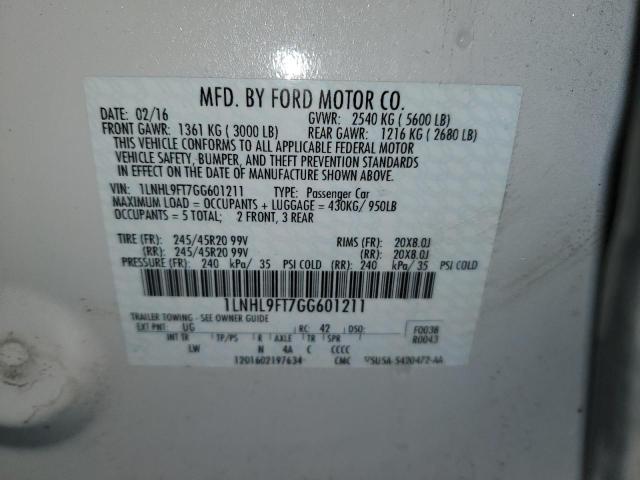 MFD. BY FORD MOTOR CO.
DATE: 02/16 GVWR: 2540 KG ( 5600 LB)
FRONT GAWR: 1361 KG ( 3000 LB) REAR GAWR: 1216 KG ( 2680 LB)
THIS VEHICLE CONFORMS TO ALL APPLICABLE FEDERAL MOTOR
VEHICLE SAFETY, BUMPER, AND THEFT PREVENTION STANDARDS
IN EFFECT ON THE DATE OF MANUFACTURE SHOWN ABOVE.
VIN: 1LNHL9FT7GG601211 TYPE: Passenger Car
MAXIMUM LOAD = OCCUPANTS + LUGGAGE = 430KG/ 950LB
OCCUPANTS = 5 TOTAL; 2 FRONT, 3 REAR
TIRE (FR): 245/45R20 99V RIMS (FR): 20X8.0J
(RR): 245/45R20 99V (RR): 20X8.0J
PRESSURE (FR): 240 kPa/ 35 PSI COLD (RR): 240 kPa/ 35 PSI COLD
1LNHL9FT7GG601211
TRAILER TOWING - SEE OWNER GUIDE
EXT PNT: UG RC: 42 DSO: F0038
INT TR TP/PS R AXLE TR SPR R0043
LW N 4A C CCCC
1201602197634 CMC 5U5A-5420472-AA